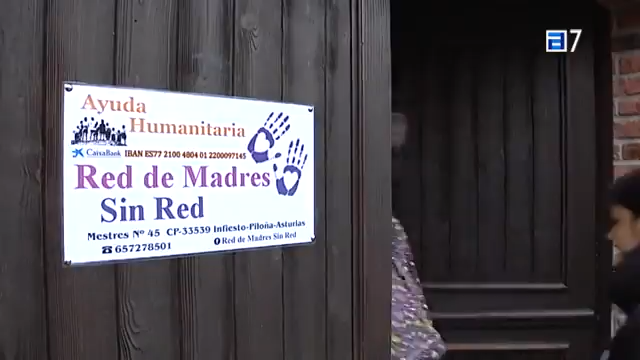 a7
Ayuda
Humanitaria
CaixaBank IBAN ES77 2100 4804 01 2200097145
Red de Madres
Sin Red
Mestres Nº 45 CP-33539 Infiesto-Piloña-Asturias
☎657278501 Red de Madres Sin Red